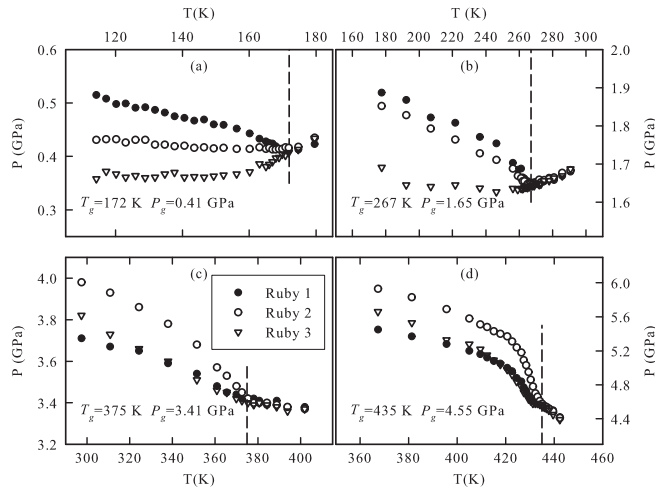 T(K) T(K)
120 140 160 180 160 180 200 220 240 260 280 300
0.6 (a) (b) 2.0
1.9
0.5
1.8
P (GPa) 0.4 1.7 P (GPa)
0.3 Tg=172 K Pg=0.41 GPa Tg=267 K Pg=1.65 GPa 1.6
4.0 (c) (d) 6.0
Ruby 1
3.8 Ruby 2
5.6
Ruby 3
P (GPa) 3.6 5.2 P (GPa)
4.8
3.4
Tg=375 K Pg=3.41 GPa Tg=435 K Pg=4.55 GPa 4.4
3.2
300 320 340 360 380 400 360 380 400 420 440 460
T(K) T(K)